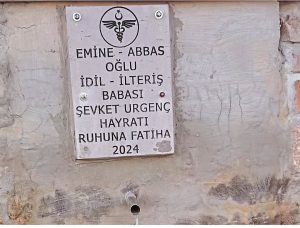 EMİNE - ABBAS
OĞLU
İDİL - İLTERİŞ
BABASI
ŞEVKET URGENÇ
HAYRATI
RUHUNA FATİHA
2024